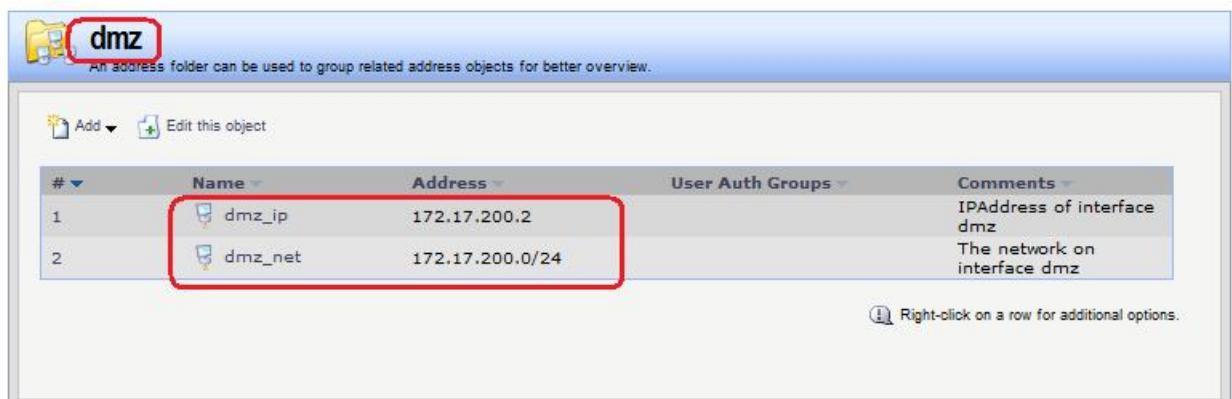 dmz
An address folder can be used to group related address objects for better overview.
Add Edit this object
# Name Address User Auth Groups Comments
1 dmz_ip 172.17.200.2 IPAddress of interface
dmz
2 dmz_net 172.17.200.0/24 The network on
interface dmz
Right-click on a row for additional options.